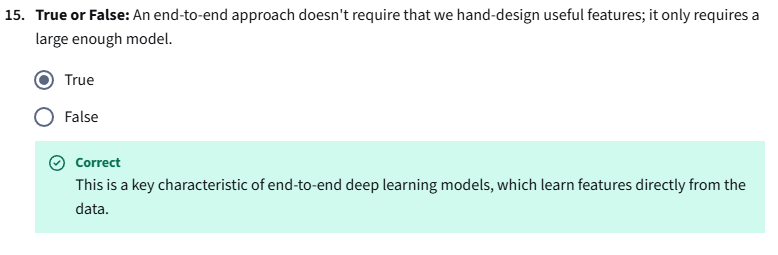 15. True or False: An end-to-end approach doesn't require that we hand-design useful features; it only requires a
large enough model.
True
False
Correct
This is a key characteristic of end-to-end deep learning models, which learn features directly from the
data.